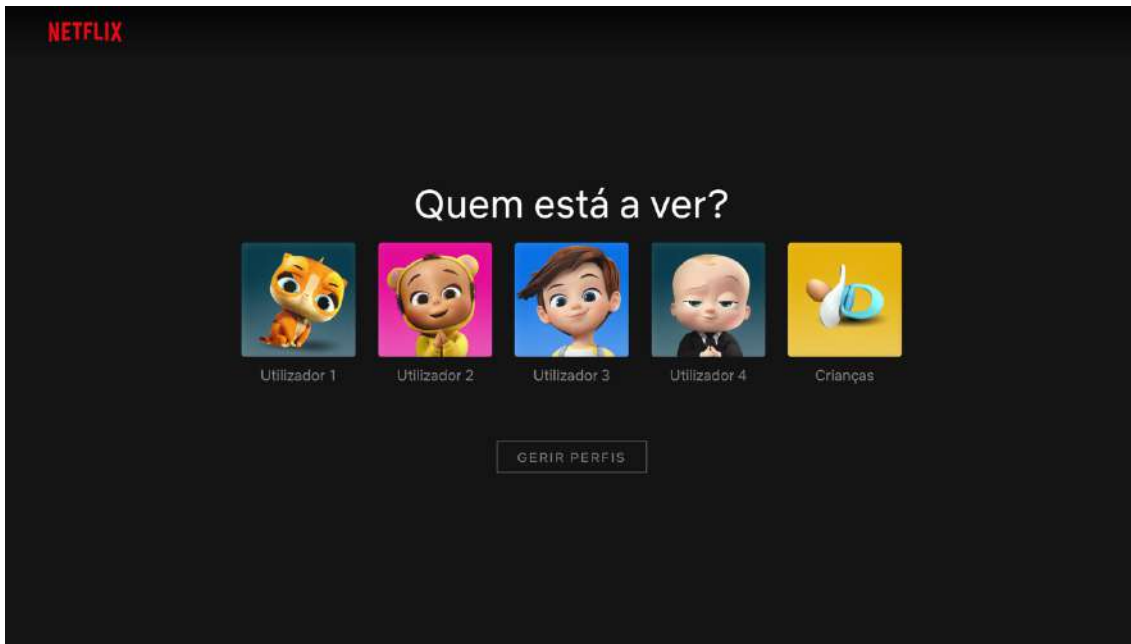 NETFLIX
Quem está a ver?
Utilizador 1
Utilizador 2
Utilizador 3
Utilizador 4
Crianças
GERIR PERFIS